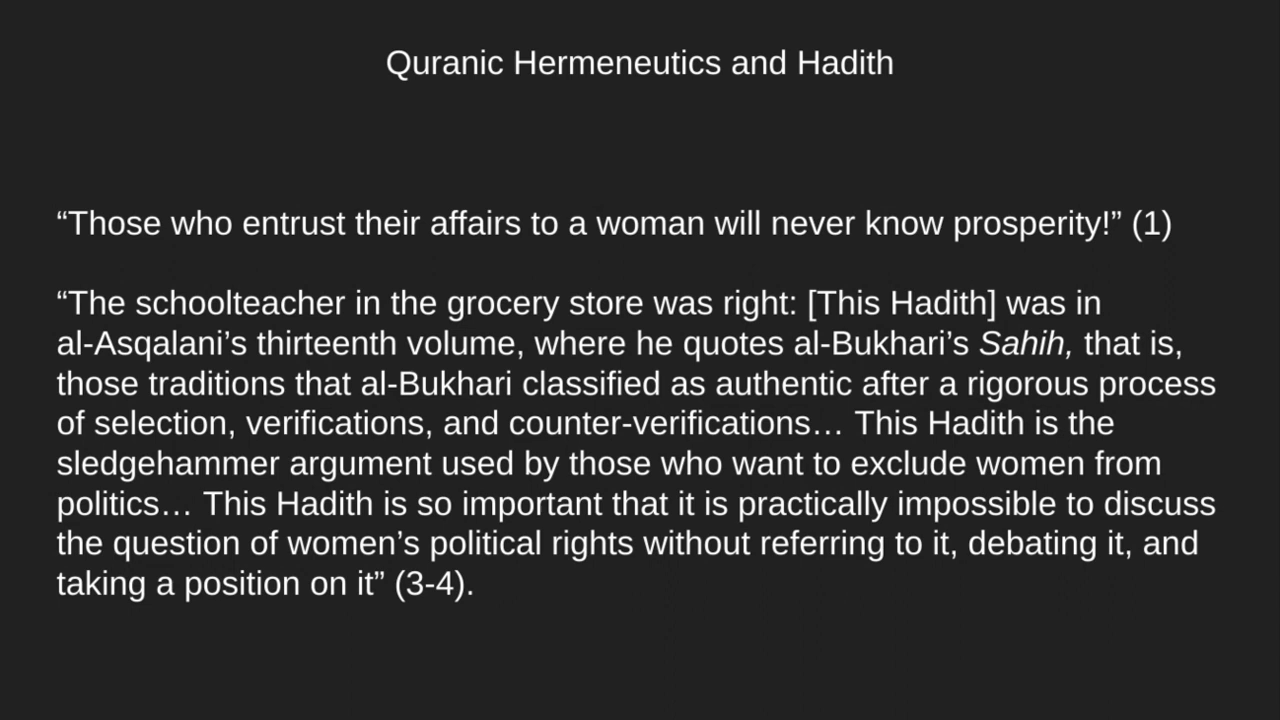 Quranic Hermeneutics and Hadith
“Those who entrust their affairs to a woman will never know prosperity!” (1)
“The schoolteacher in the grocery store was right: [This Hadith] was in
al-Asqalani’s thirteenth volume, where he quotes al-Bukhari’s Sahih, that is,
those traditions that al-Bukhari classified as authentic after a rigorous process
of selection, verifications, and counter-verifications… This Hadith is the
sledgehammer argument used by those who want to exclude women from
politics… This Hadith is so important that it is practically impossible to discuss
the question of women’s political rights without referring to it, debating it, and
taking a position on it” (3-4).